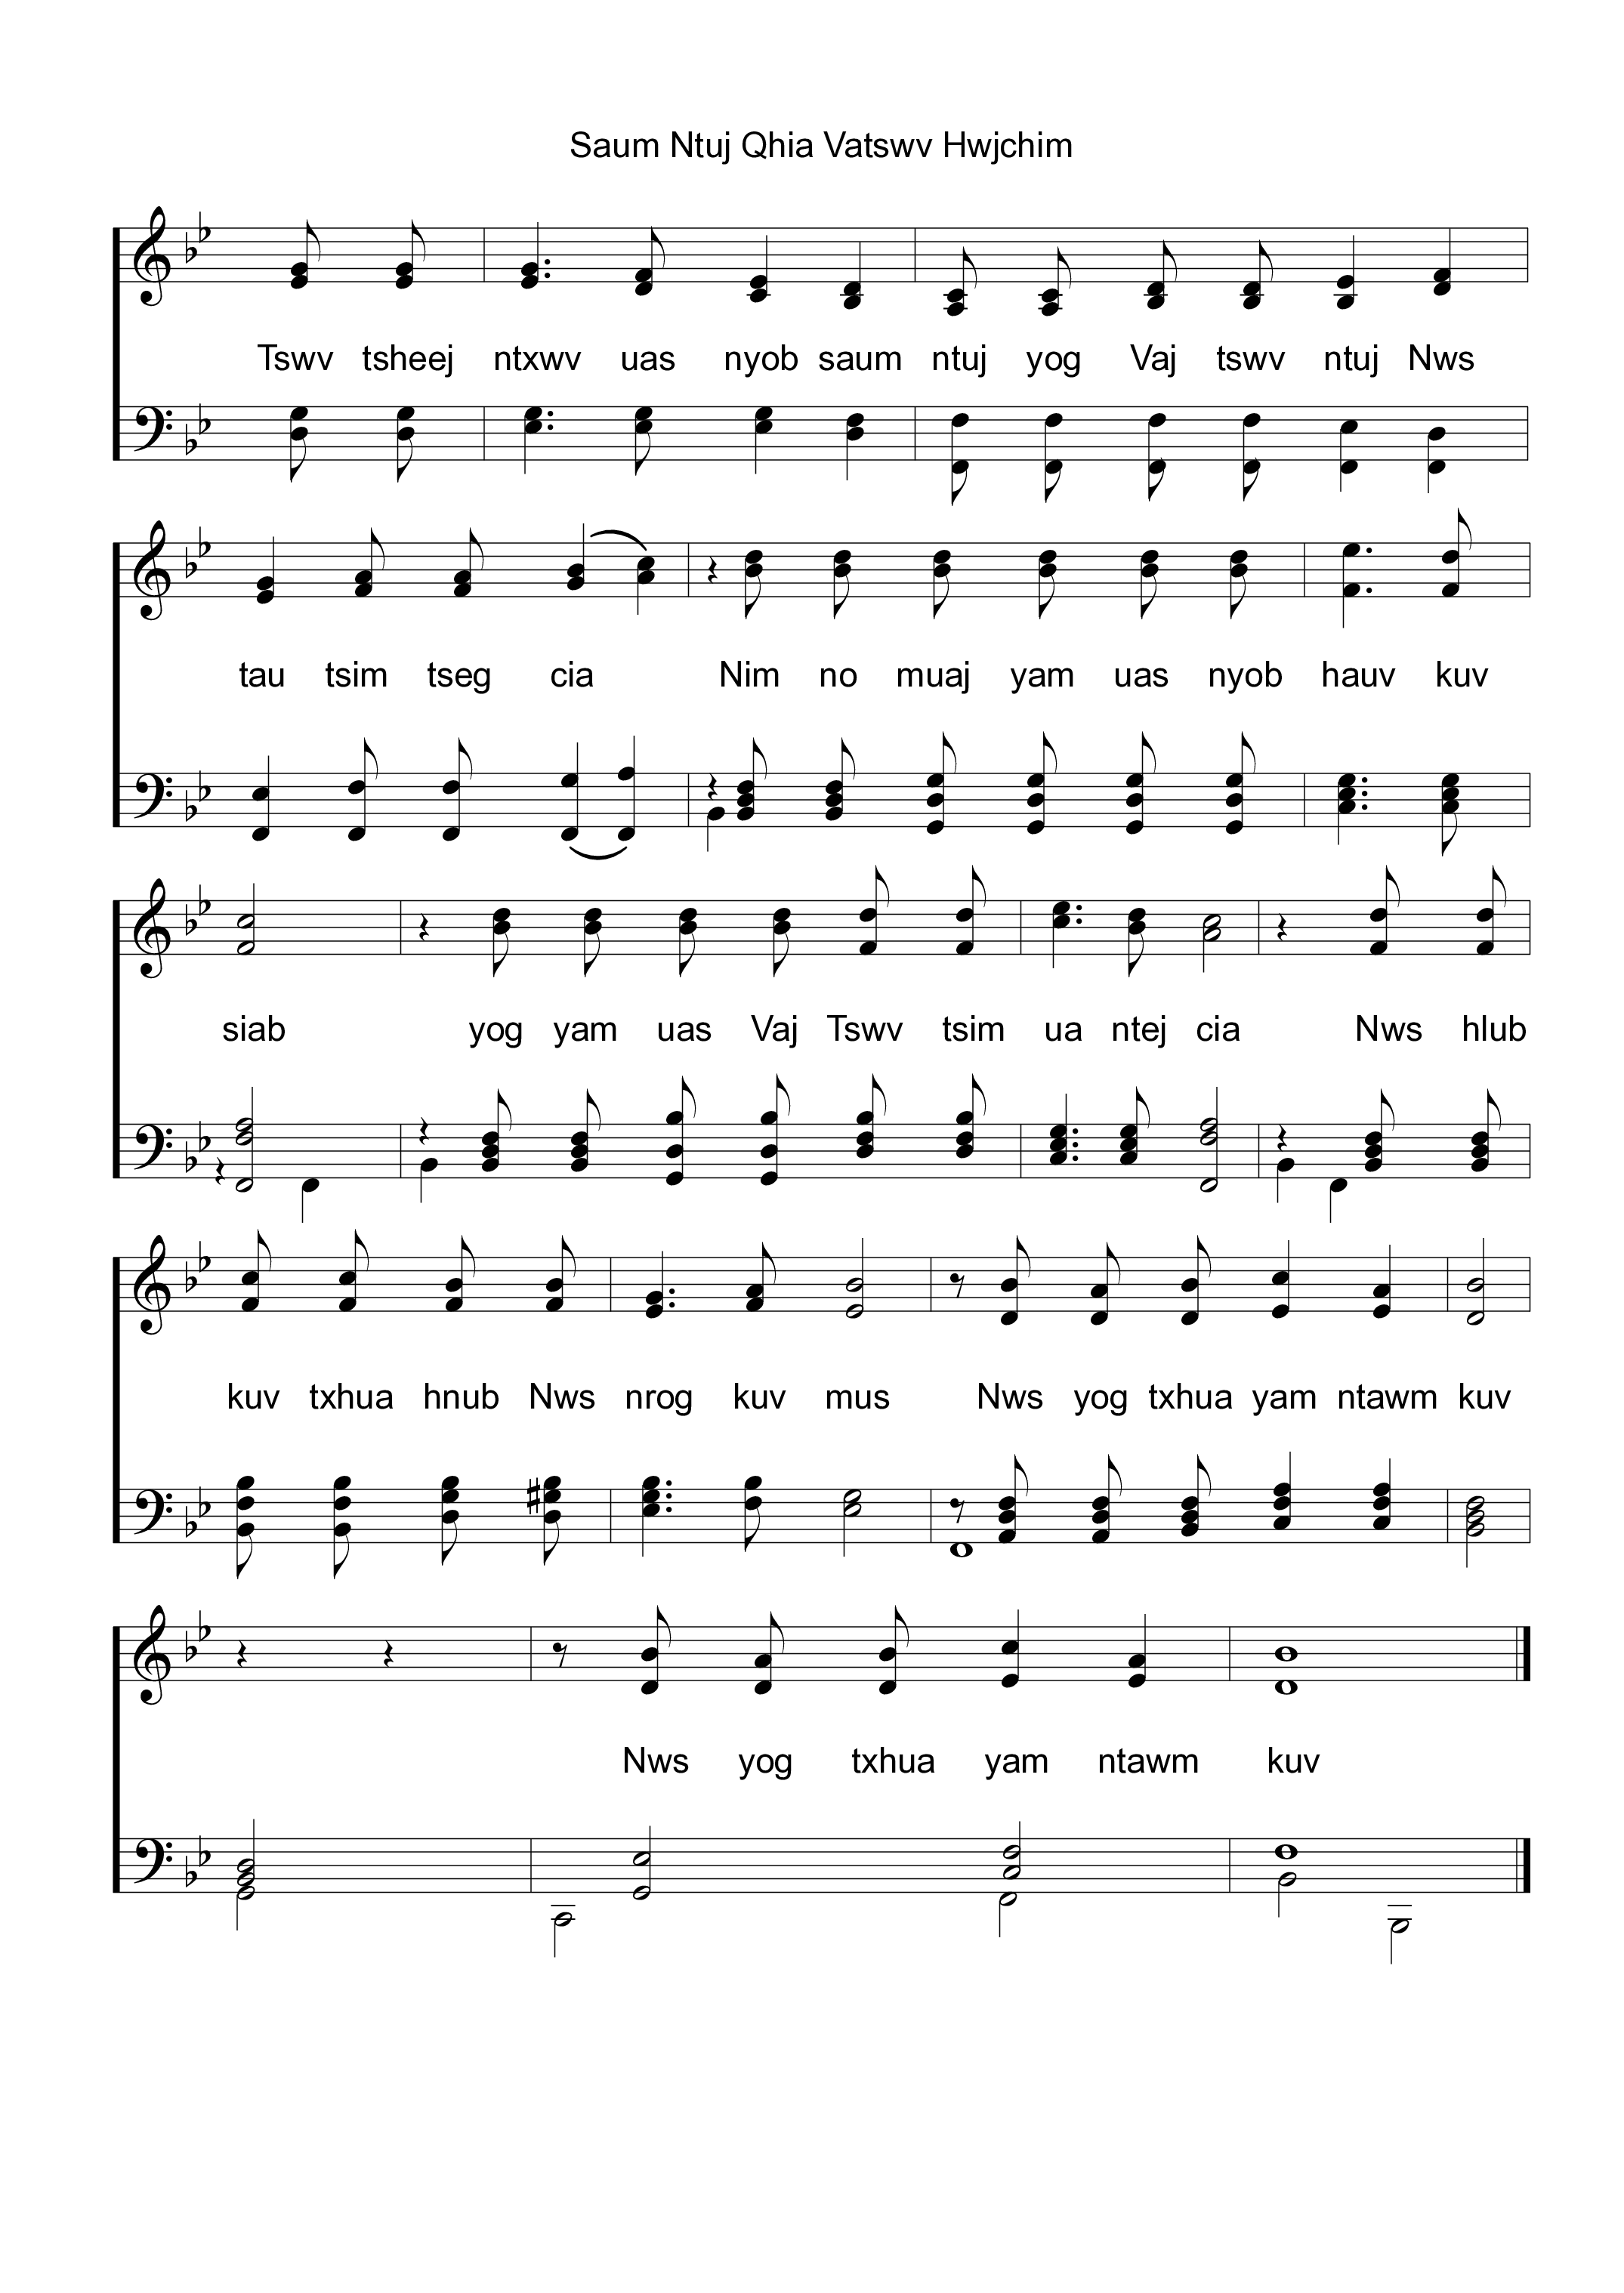 Saum Ntuj Qhia Vatswv Hwjchim
Tswv tsheej ntxwv uas nyob saum ntuj yog Vaj tswv ntuj Nws
tau tsim tseg cia Nim no muaj yam uas nyob hauv kuv
siab yog yam uas Vaj Tswv tsim ua ntej cia Nws hlub
kuv txhua hnub Nws nrog kuv mus Nws yog txhua yam ntawm kuv
Nws yog txhua yam ntawm kuv